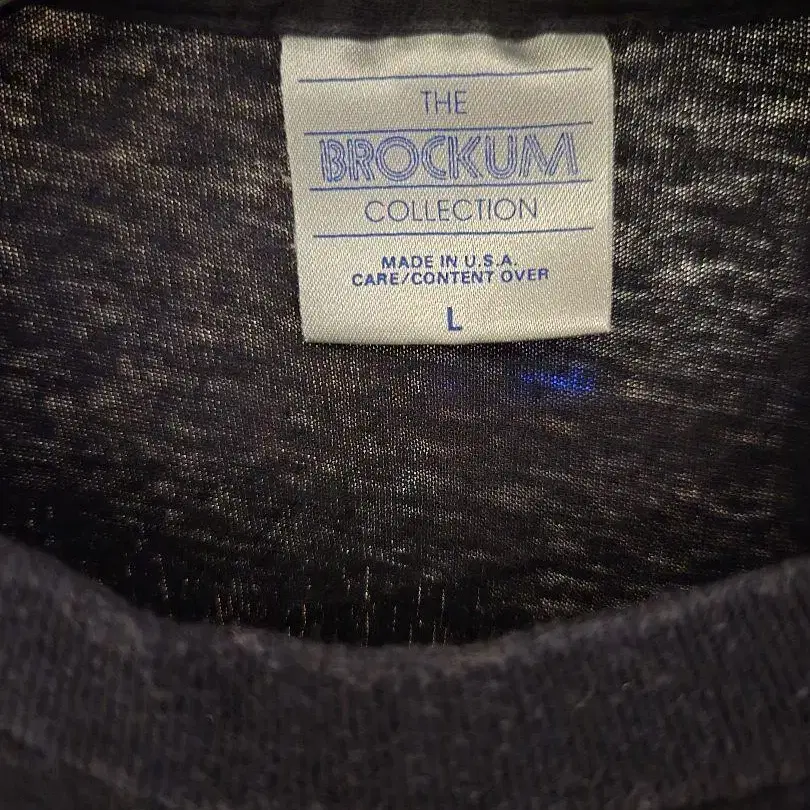 THE
BROCKUM
COLLECTION
MADE IN U.S.A.
CARE/CONTENT OVER
L